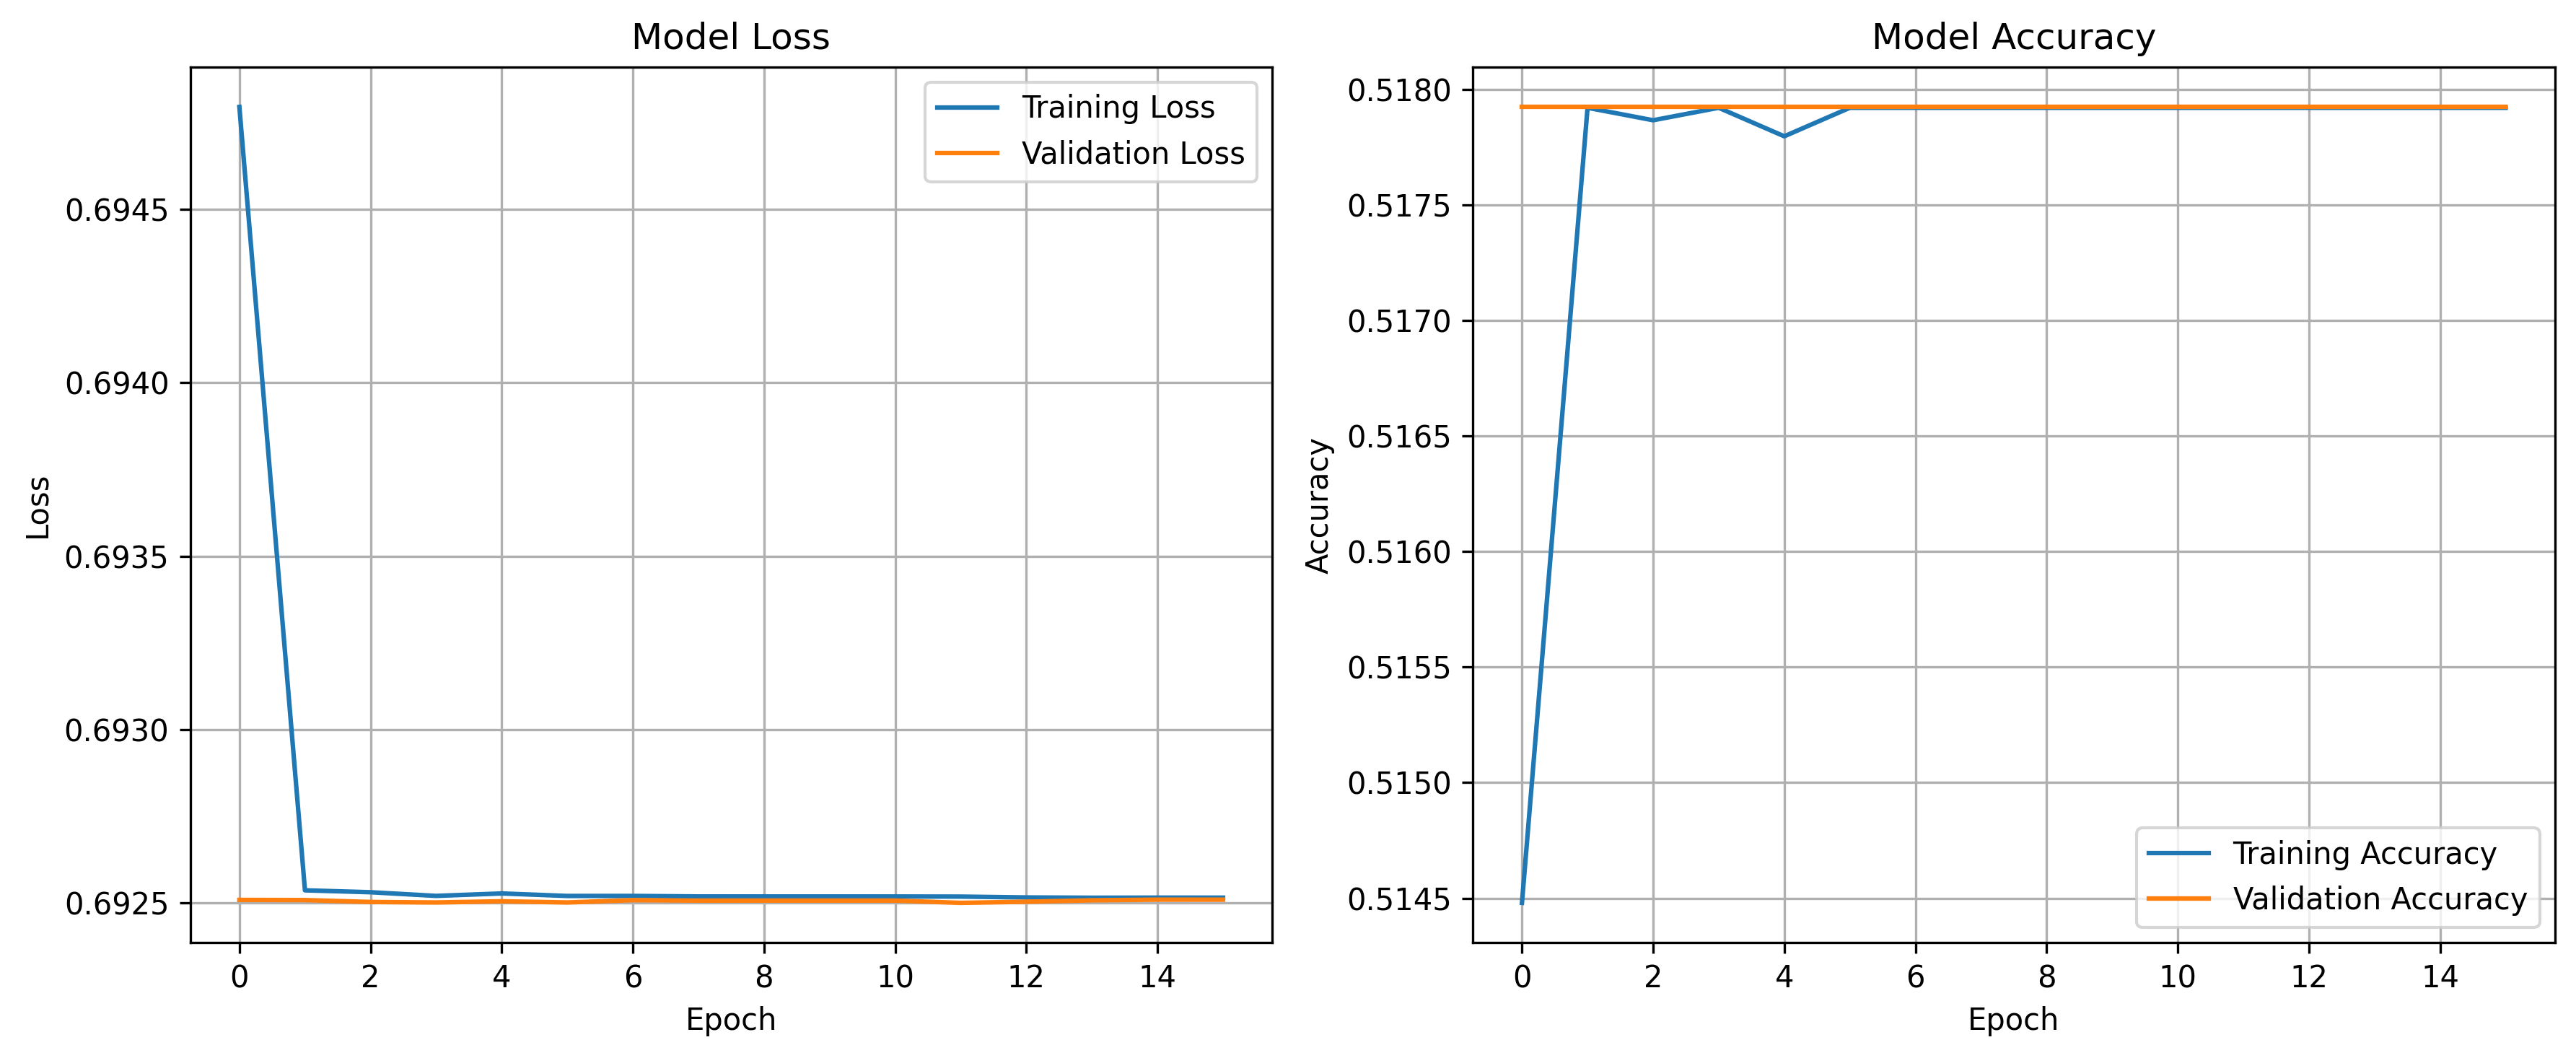 Model Loss
Training Loss
Validation Loss
0.6945
0.6940
0.6935
0.6930
0.6925
Loss
0 2 4 6 8 10 12 14
Epoch
Model Accuracy
0.5180
0.5175
0.5170
0.5165
0.5160
0.5155
0.5150
0.5145
Accuracy
Training Accuracy
Validation Accuracy
0 2 4 6 8 10 12 14
Epoch